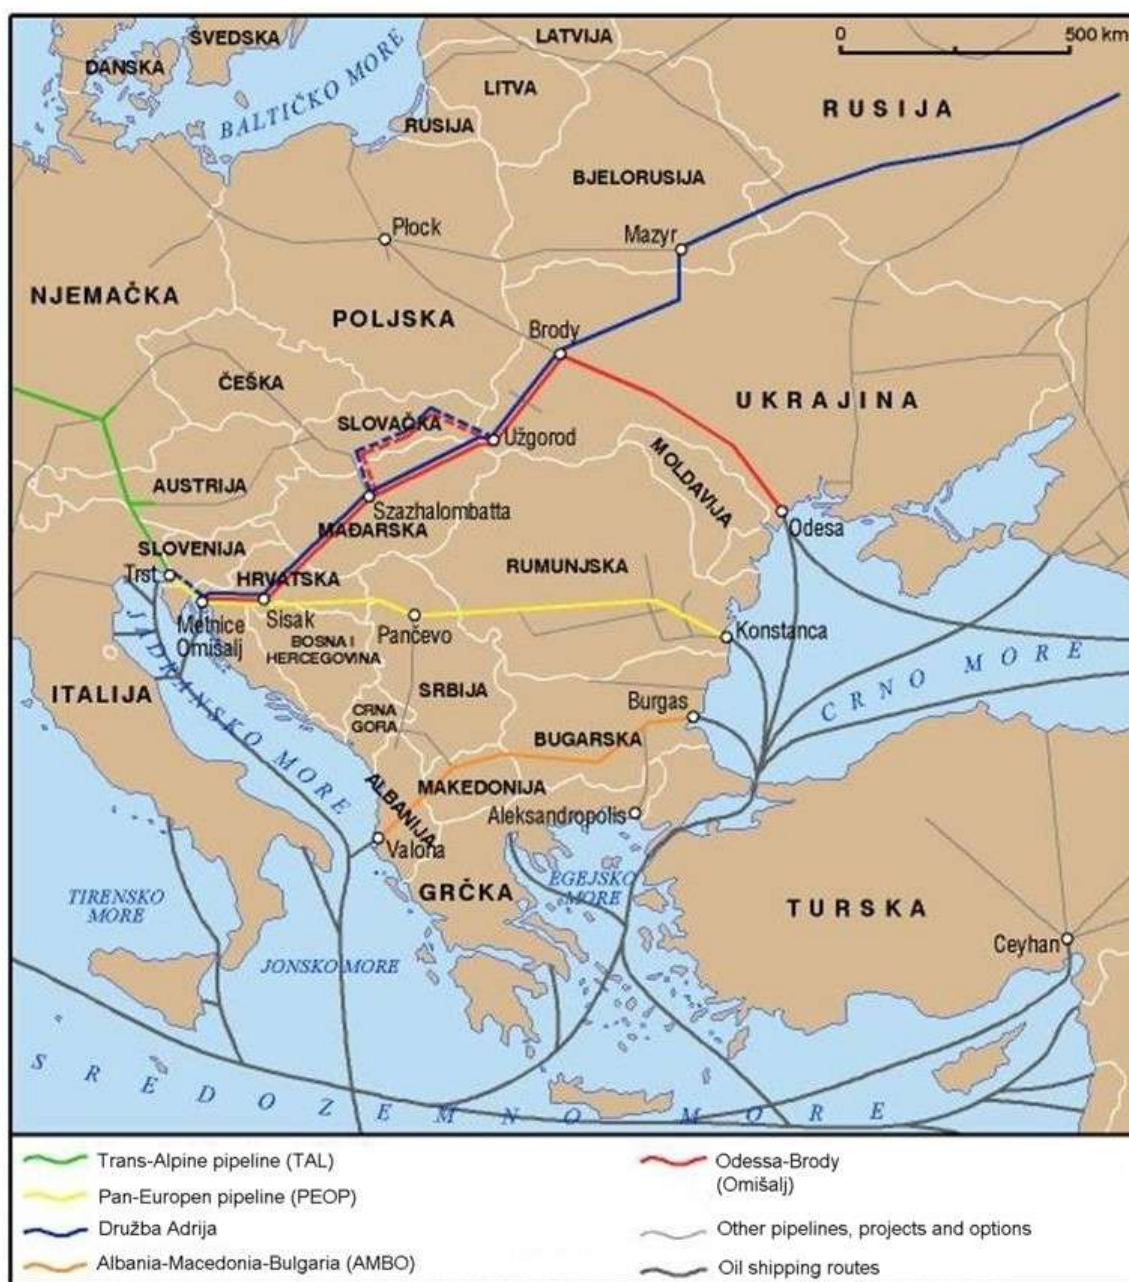 ŠVEDSKA
LATVIJA
0 500 km
DANSKA
BALTIČKO MORE
LITVA
RUSIJA
RUSIJA
BJELORUSIJA
Płock
Mazyr
NJEMAČKA
POLJSKA
Brody
ČEŠKA
UKRAJINA
SLOVAČKA
Užgorod
MOLDAVIJA
AUSTRIJA
Szazhalombatta
Odesa
MAĐARSKA
SLOVENIJA
RUMUNJSKA
Trst
HRVATSKA
Sisak
Melnice
Omišalj
Pančevo
Konstanca
BOSNA I
HERCEGOVINA
JADRANSKO MORE
ITALIJA
SRBIJA
CRNO MORE
CRNA
GORA
Burgas
BUGARSKA
MAKEDONIJA
ALBANIJA
Aleksandropolis
Valona
GRČKA
EGEJSKO
MORE
TIRENSKO
MORE
TURSKA
Ceyhan
JONSKO MORE
SREDOZEMNO MORE
Trans-Alpine pipeline (TAL)
Pan-Europen pipeline (PEOP)
Družba Adrija
Albania-Macedonia-Bulgaria (AMBO)
Odessa-Brody
(Omišalj)
Other pipelines, projects and options
Oil shipping routes